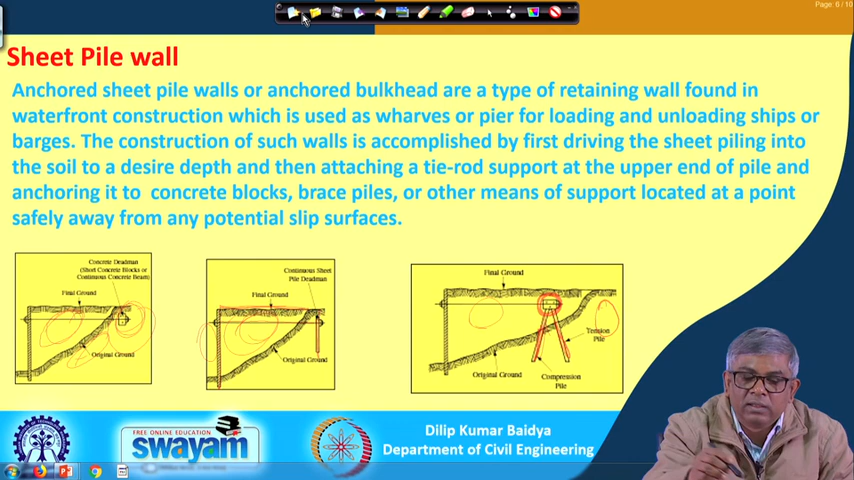 Page: 6 / 10
Sheet Pile wall
Anchored sheet pile walls or anchored bulkhead are a type of retaining wall found in
waterfront construction which is used as wharves or pier for loading and unloading ships or
barges. The construction of such walls is accomplished by first driving the sheet piling into
the soil to a desire depth and then attaching a tie-rod support at the upper end of pile and
anchoring it to concrete blocks, brace piles, or other means of support located at a point
safely away from any potential slip surfaces.
Concrete Deadman
(Short Concrete Blocks or
Continuous Concrete Beam)
Final Ground
Original Ground
Continuous Sheet
Pile Deadman
Final Ground
Original Ground
Final Ground
Tension
Pile
Original Ground
Compression
Pile
FREE ONLINE EDUCATION
swayam
Dilip Kumar Baidya
Department of Civil Engineering